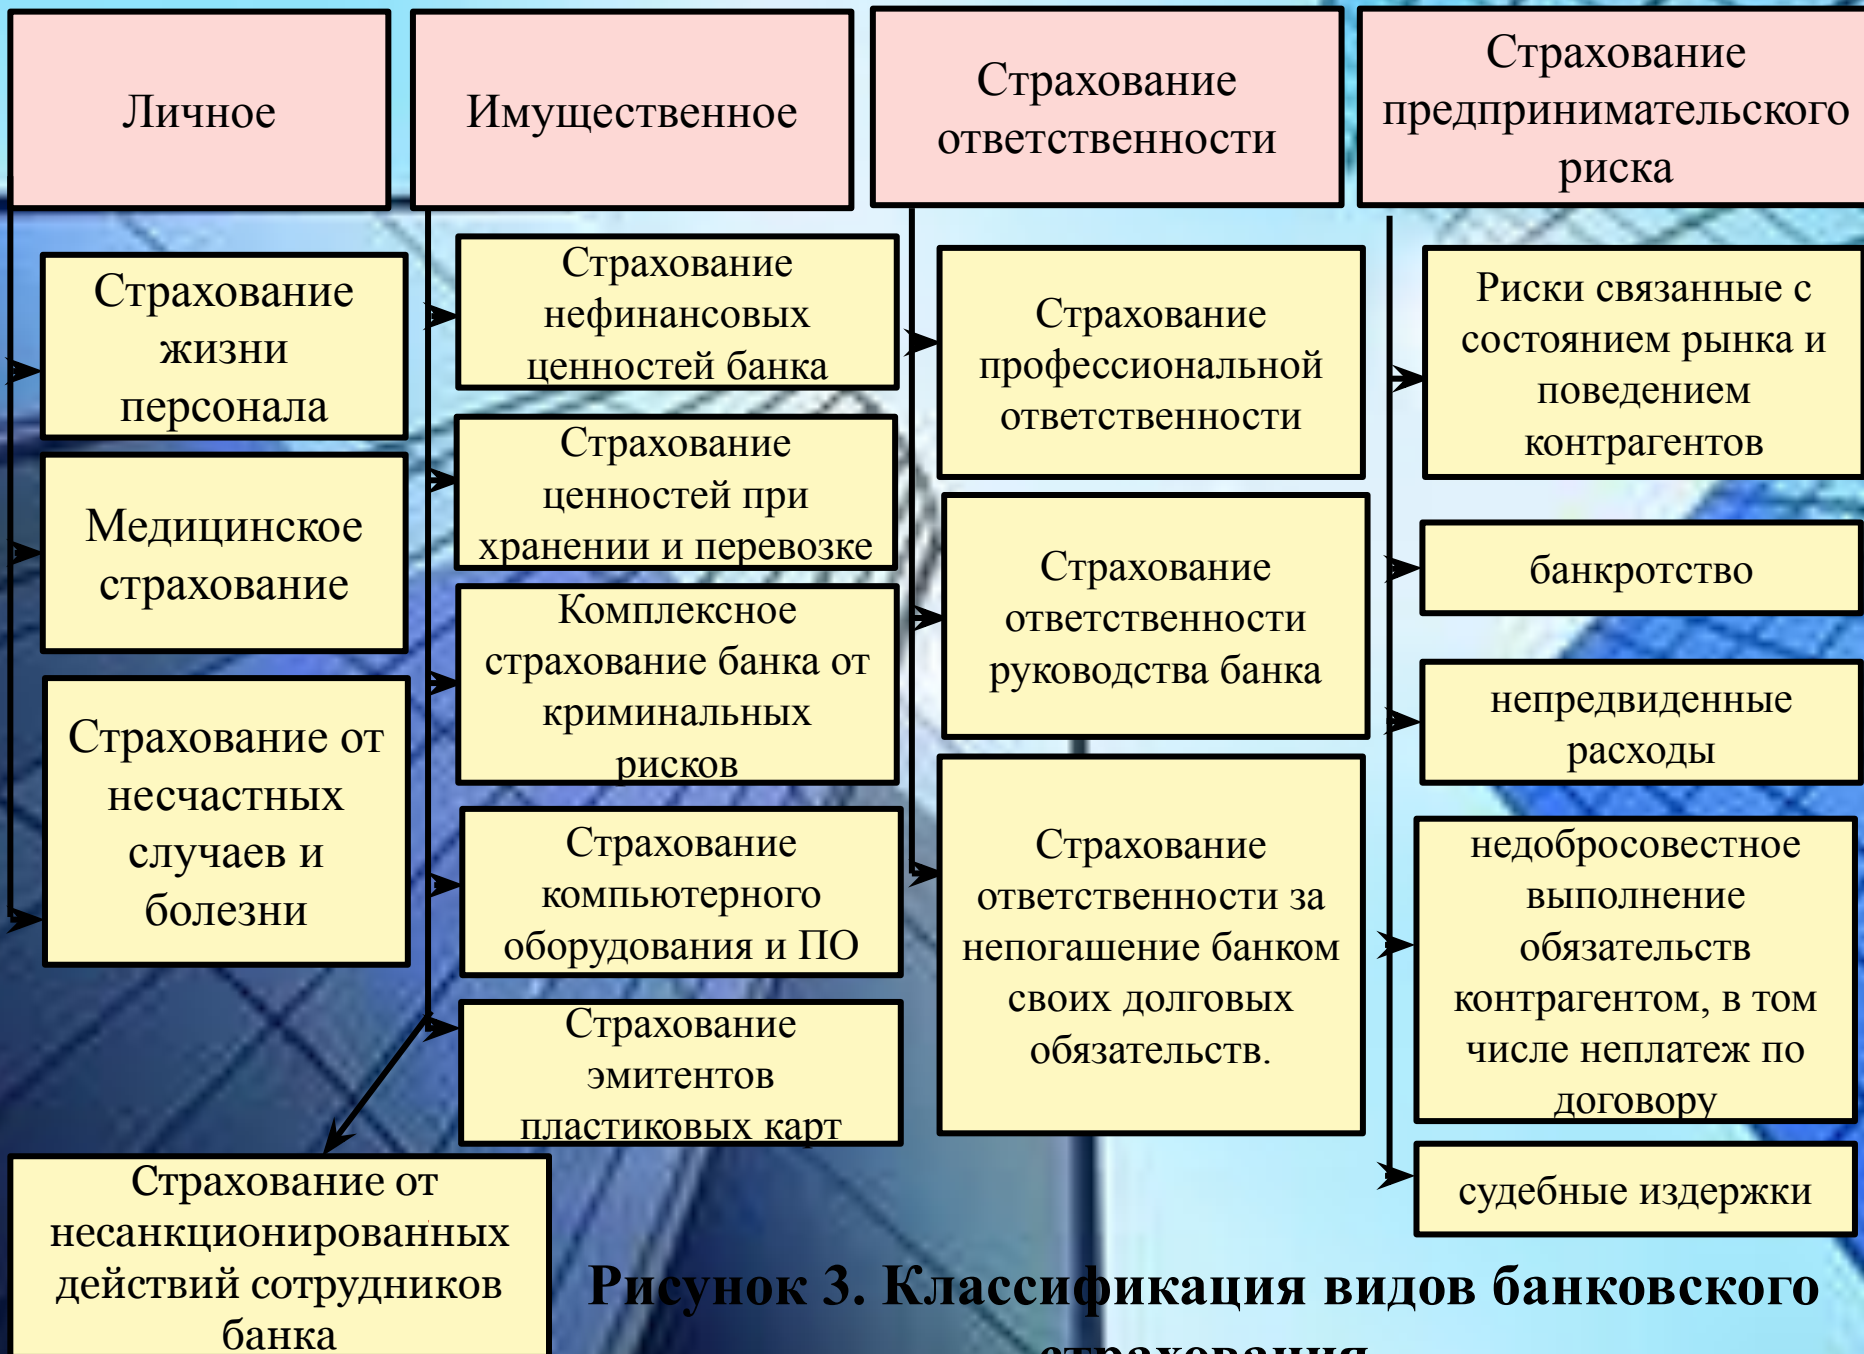 Личное
Имущественное
Страхование
ответственности
Страхование
предпринимательского
риска
Страхование
жизни
персонала
Медицинское
страхование
Страхование от
несчастных
случаев и
болезни
Страхование
нефинансовых
ценностей банка
Страхование
ценностей при
хранении и перевозке
Комплексное
страхование банка от
криминальных
рисков
Страхование
компьютерного
оборудования и ПО
Страхование
эмитентов
пластиковых карт
Страхование от
несанкционированных
действий сотрудников
банка
Страхование
профессиональной
ответственности
Страхование
ответственности
руководства банка
Страхование
ответственности за
непогашение банком
своих долговых
обязательств.
Риски связанные с
состоянием рынка и
поведением
контрагентов
банкротство
непредвиденные
расходы
недобросовестное
выполнение
обязательств
контрагентом, в том
числе неплатеж по
договору
судебные издержки
Рисунок 3. Классификация видов банковского
страхования